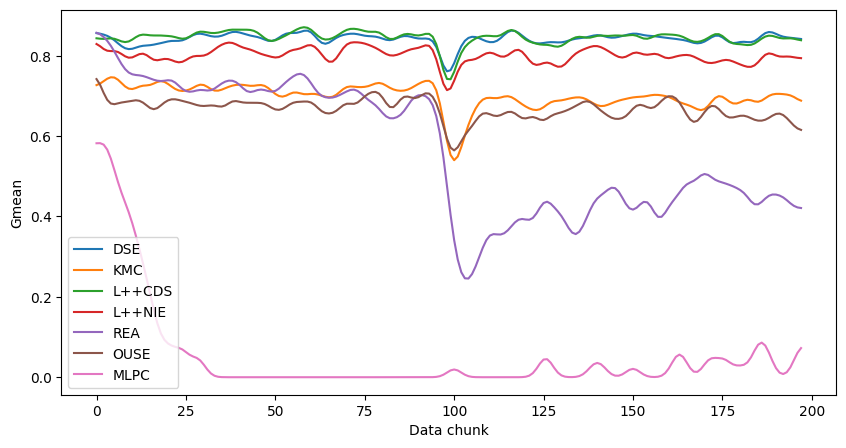 Gmean
0.8
0.6
0.4
0.2
0.0
DSE
KMC
L++CDS
L++NIE
REA
OUSE
MLPC
0 25 50 75 100 125 150 175 200
Data chunk